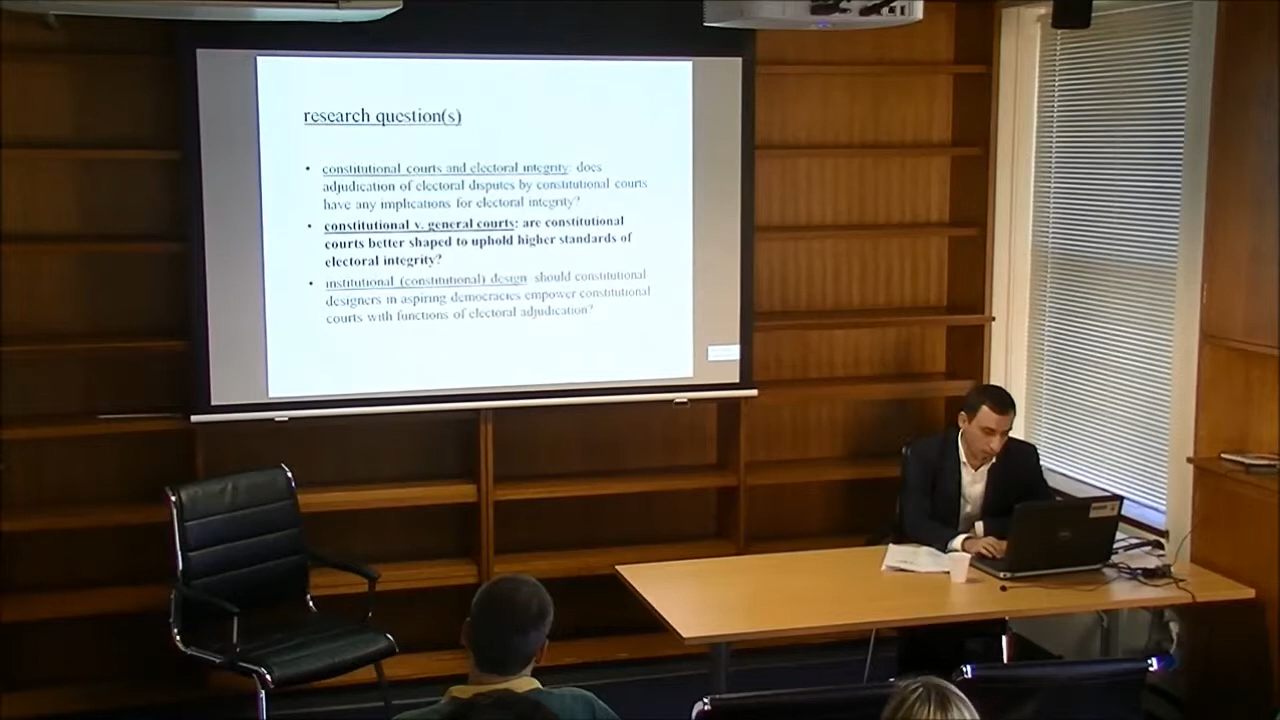 research question(s)
• constitutional courts and electoral integrity: does
adjudication of electoral disputes by constitutional courts
have any implications for electoral integrity?
• constitutional v. general courts: are constitutional
courts better shaped to uphold higher standards of
electoral integrity?
• institutional (constitutional) design should constitutional
designers in aspiring democracies empower constitutional
courts with functions of electoral adjudication?